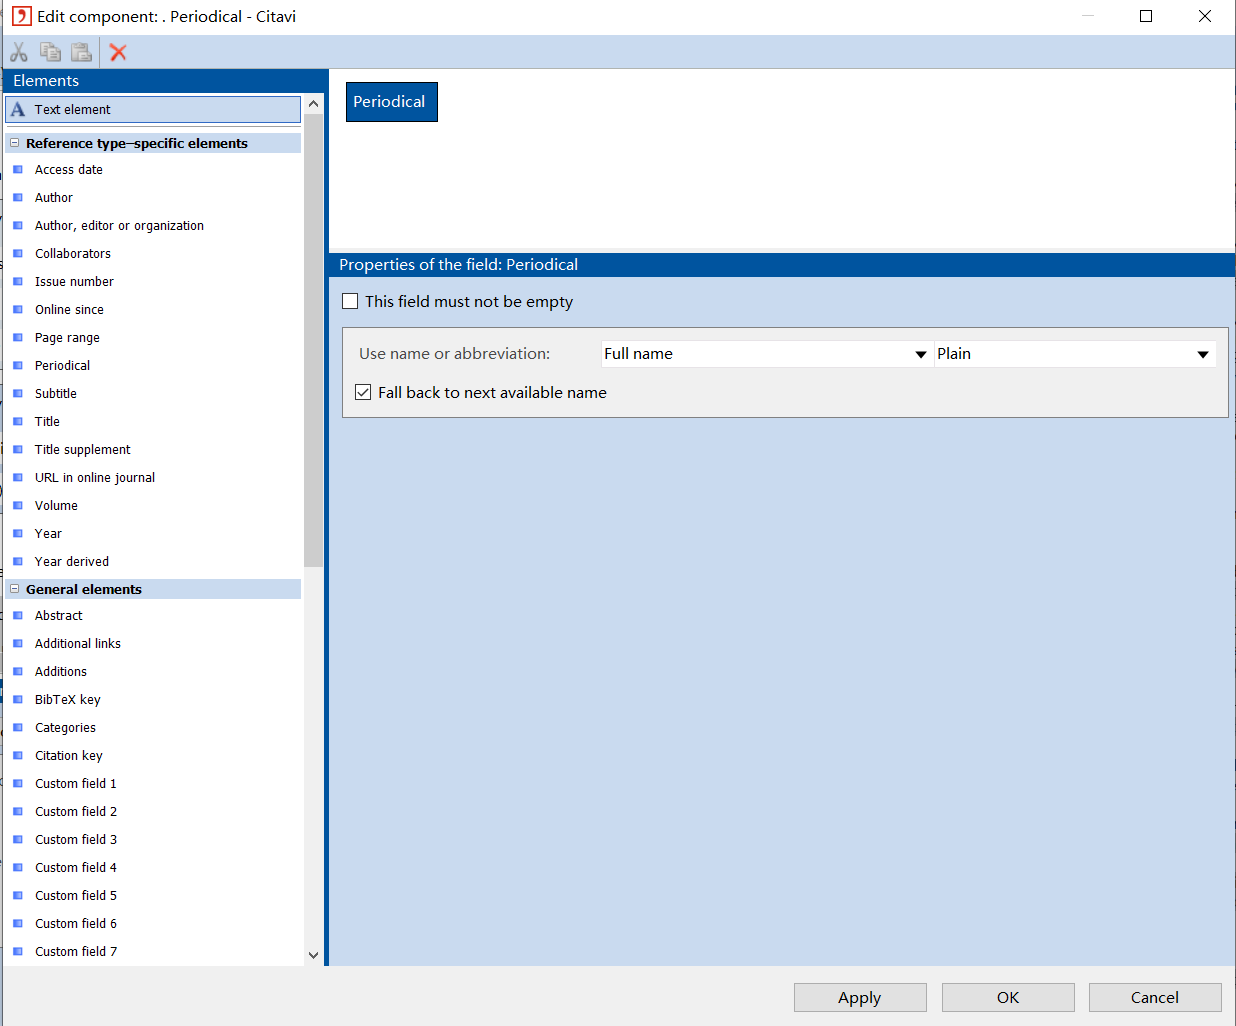 Edit component: . Periodical - Citavi
Elements
Text element
Reference type–specific elements
Access date
Author
Author, editor or organization
Collaborators
Issue number
Online since
Page range
Periodical
Subtitle
Title
Title supplement
URL in online journal
Volume
Year
Year derived
General elements
Abstract
Additional links
Additions
BibTeX key
Categories
Citation key
Custom field 1
Custom field 2
Custom field 3
Custom field 4
Custom field 5
Custom field 6
Custom field 7
Periodical
Properties of the field: Periodical
This field must not be empty
Use name or abbreviation: Full name Plain
Fall back to next available name
Apply OK Cancel